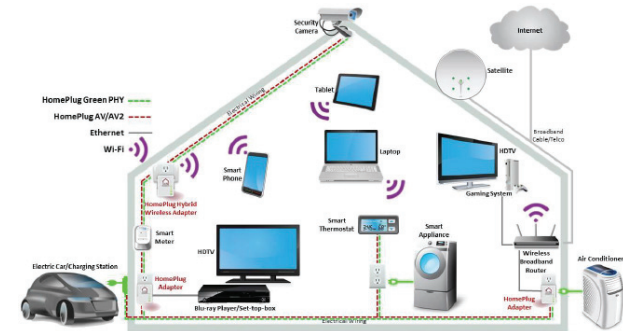 Security
Camera
Internet
Satellite
Tablet
Electrical Wiring
HomePlug Green PHY
HomePlug AV/AV2
Ethernet
Wi-Fi
Broadband
Cable/Telco
Laptop
HDTV
Smart
Phone
Gaming System
HomePlug Hybrid
Wireless Adapter
Smart
Meter
HDTV
Smart
Thermostat
Smart
Appliance
Wireless
Broadband
Router
Electric Car/Charging Station
HomePlug
Adapter
Blu-ray Player/Set-top-box
HomePlug
Adapter
Air Conditioner
Electrical Wiring